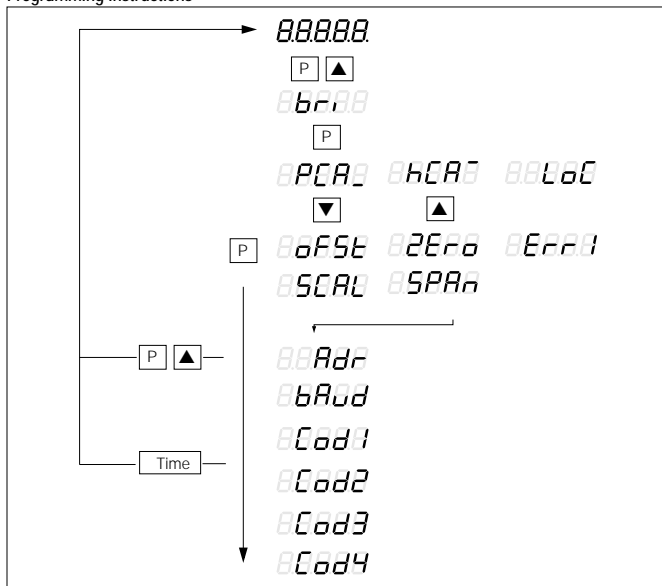 Programming Instructions
8.8.8.8.8.
P ▲
bri
P
PCA_ hCA¯ LoC
▼ ▲
P oFSt ZEro Err1
SCAL SPAn
P ▲ Adr
bAud
Cod1
Time
Cod2
Cod3
Cod4